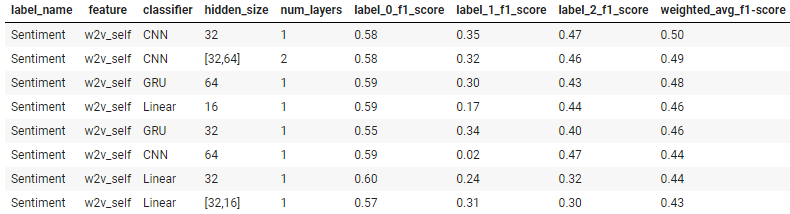 label_name feature classifier hidden_size num_layers label_0_f1_score label_1_f1_score label_2_f1_score weighted_avg_f1-score
Sentiment w2v_self CNN 32 1 0.58 0.35 0.47 0.50
Sentiment w2v_self CNN [32,64] 2 0.58 0.32 0.46 0.49
Sentiment w2v_self GRU 64 1 0.59 0.30 0.43 0.48
Sentiment w2v_self Linear 16 1 0.59 0.17 0.44 0.46
Sentiment w2v_self GRU 32 1 0.55 0.34 0.40 0.46
Sentiment w2v_self CNN 64 1 0.59 0.02 0.47 0.44
Sentiment w2v_self Linear 32 1 0.60 0.24 0.32 0.44
Sentiment w2v_self Linear [32,16] 1 0.57 0.31 0.30 0.43